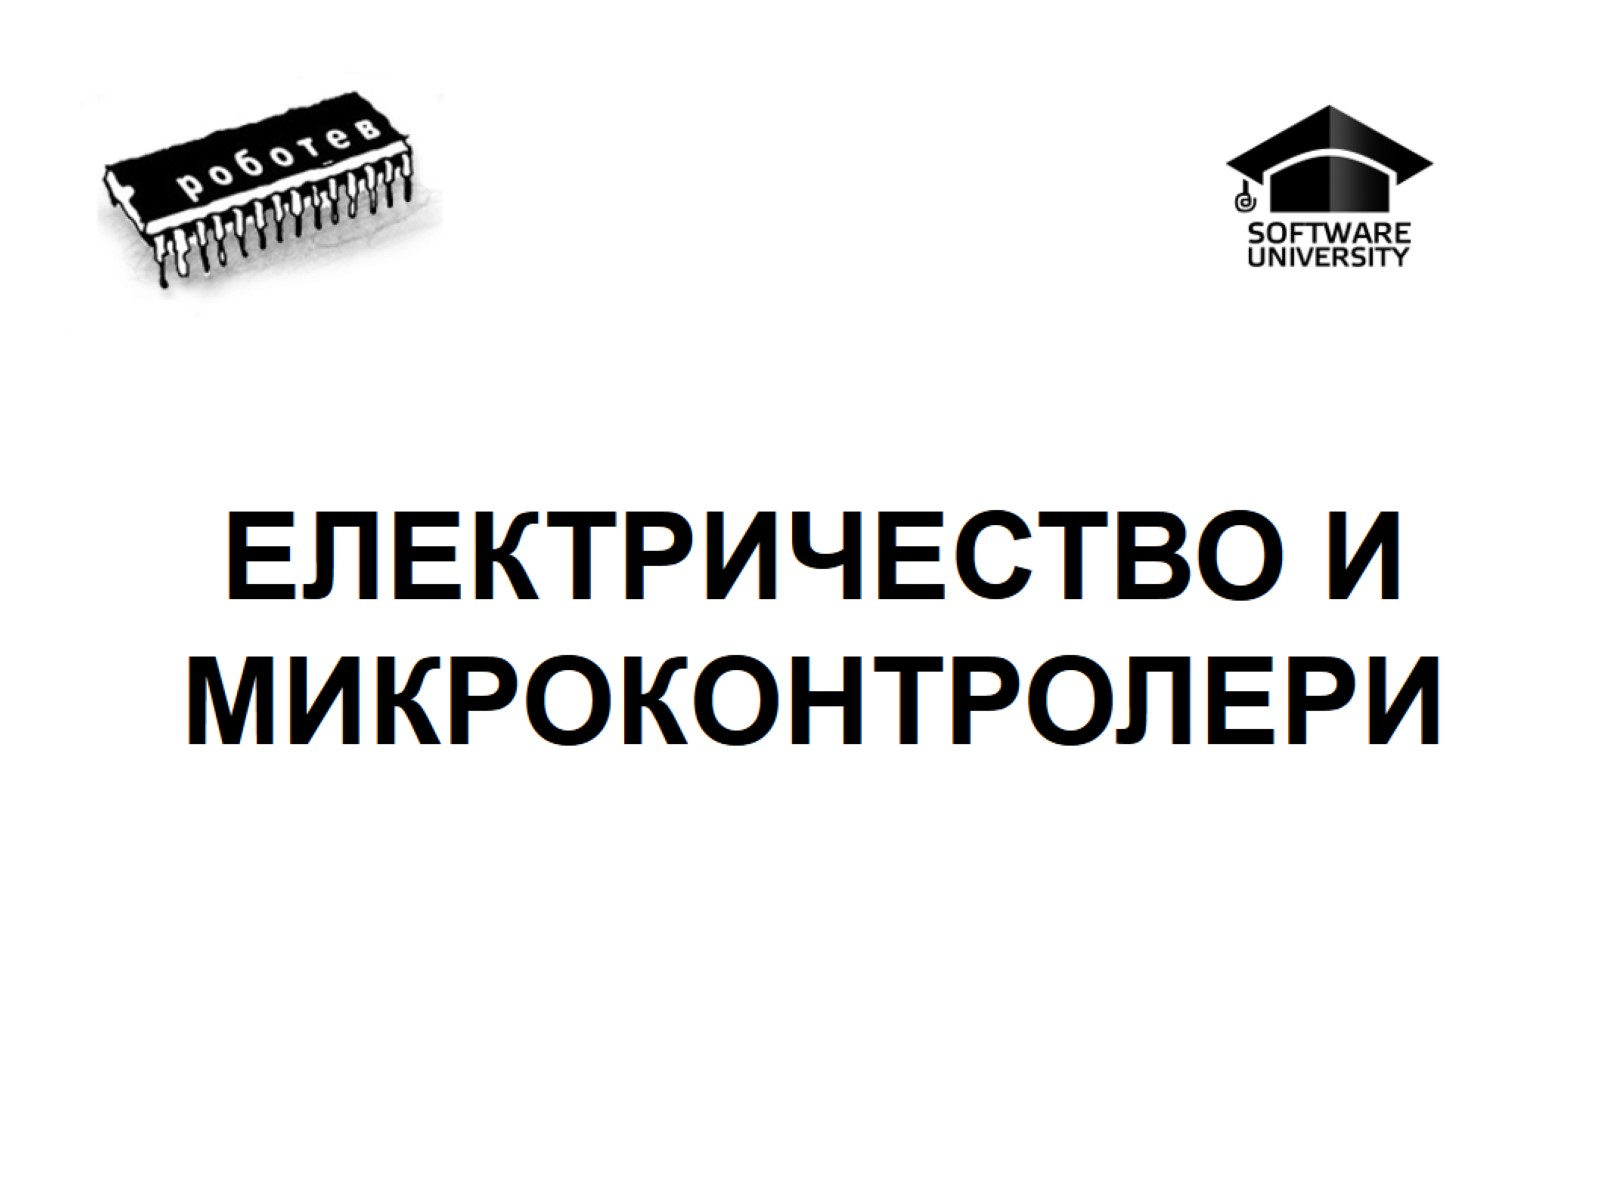 роботев
SOFTWARE
UNIVERSITY
ЕЛЕКТРИЧЕСТВО И
МИКРОКОНТРОЛЕРИ